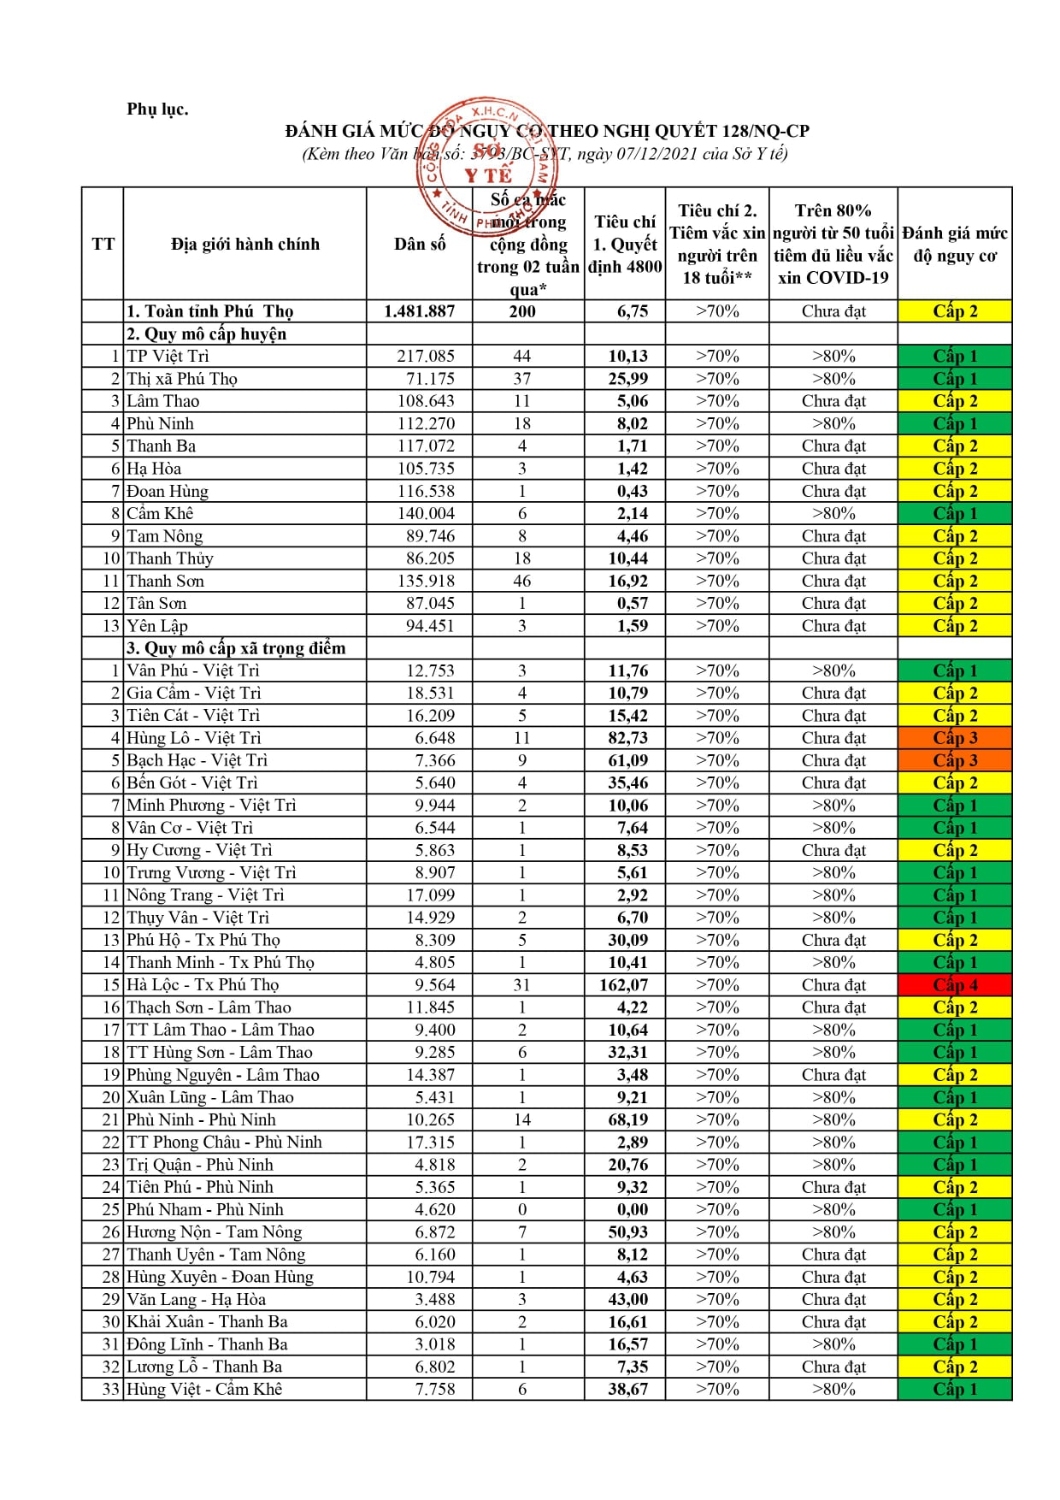 Phụ lục.
ĐÁNH GIÁ MỨC ĐỘ NGUY CƠ THEO NGHỊ QUYẾT 128/NQ-CP
(Kèm theo Văn bản số: 3793/BC-SYT, ngày 07/12/2021 của Sở Y tế)
CỘNG HÒA X.H.C.N VIỆT NAM
SỞ
Y TẾ
TỈNH PHÚ THỌ
TT Địa giới hành chính Dân số Số ca mắc mới trong cộng đồng trong 02 tuần qua* Tiêu chí 1. Quyết định 4800 Tiêu chí 2. Tiêm vắc xin người trên 18 tuổi** Trên 80% người từ 50 tuổi tiêm đủ liều vắc xin COVID-19 Đánh giá mức độ nguy cơ
1. Toàn tỉnh Phú Thọ 1.481.887 200 6,75 >70% Chưa đạt Cấp 2
2. Quy mô cấp huyện
1 TP Việt Trì 217.085 44 10,13 >70% >80% Cấp 1
2 Thị xã Phú Thọ 71.175 37 25,99 >70% >80% Cấp 1
3 Lâm Thao 108.643 11 5,06 >70% Chưa đạt Cấp 2
4 Phù Ninh 112.270 18 8,02 >70% >80% Cấp 1
5 Thanh Ba 117.072 4 1,71 >70% Chưa đạt Cấp 2
6 Hạ Hòa 105.735 3 1,42 >70% Chưa đạt Cấp 2
7 Đoan Hùng 116.538 1 0,43 >70% Chưa đạt Cấp 2
8 Cẩm Khê 140.004 6 2,14 >70% >80% Cấp 1
9 Tam Nông 89.746 8 4,46 >70% Chưa đạt Cấp 2
10 Thanh Thủy 86.205 18 10,44 >70% Chưa đạt Cấp 2
11 Thanh Sơn 135.918 46 16,92 >70% Chưa đạt Cấp 2
12 Tân Sơn 87.045 1 0,57 >70% Chưa đạt Cấp 2
13 Yên Lập 94.451 3 1,59 >70% Chưa đạt Cấp 2
3. Quy mô cấp xã trọng điểm
1 Vân Phú - Việt Trì 12.753 3 11,76 >70% >80% Cấp 1
2 Gia Cẩm - Việt Trì 18.531 4 10,79 >70% Chưa đạt Cấp 2
3 Tiên Cát - Việt Trì 16.209 5 15,42 >70% Chưa đạt Cấp 2
4 Hùng Lô - Việt Trì 6.648 11 82,73 >70% Chưa đạt Cấp 3
5 Bạch Hạc - Việt Trì 7.366 9 61,09 >70% Chưa đạt Cấp 3
6 Bến Gót - Việt Trì 5.640 4 35,46 >70% Chưa đạt Cấp 2
7 Minh Phương - Việt Trì 9.944 2 10,06 >70% >80% Cấp 1
8 Vân Cơ - Việt Trì 6.544 1 7,64 >70% >80% Cấp 1
9 Hy Cương - Việt Trì 5.863 1 8,53 >70% Chưa đạt Cấp 2
10 Trưng Vương - Việt Trì 8.907 1 5,61 >70% >80% Cấp 1
11 Nông Trang - Việt Trì 17.099 1 2,92 >70% >80% Cấp 1
12 Thụy Vân - Việt Trì 14.929 2 6,70 >70% >80% Cấp 1
13 Phú Hộ - Tx Phú Thọ 8.309 5 30,09 >70% Chưa đạt Cấp 2
14 Thanh Minh - Tx Phú Thọ 4.805 1 10,41 >70% >80% Cấp 1
15 Hà Lộc - Tx Phú Thọ 9.564 31 162,07 >70% Chưa đạt Cấp 4
16 Thạch Sơn - Lâm Thao 11.845 1 4,22 >70% Chưa đạt Cấp 2
17 TT Lâm Thao - Lâm Thao 9.400 2 10,64 >70% >80% Cấp 1
18 TT Hùng Sơn - Lâm Thao 9.285 6 32,31 >70% >80% Cấp 1
19 Phùng Nguyên - Lâm Thao 14.387 1 3,48 >70% Chưa đạt Cấp 2
20 Xuân Lũng - Lâm Thao 5.431 1 9,21 >70% >80% Cấp 1
21 Phù Ninh - Phù Ninh 10.265 14 68,19 >70% >80% Cấp 2
22 TT Phong Châu - Phù Ninh 17.315 1 2,89 >70% >80% Cấp 1
23 Trị Quận - Phù Ninh 4.818 2 20,76 >70% >80% Cấp 1
24 Tiên Phú - Phù Ninh 5.365 1 9,32 >70% Chưa đạt Cấp 2
25 Phú Nham - Phù Ninh 4.620 0 0,00 >70% >80% Cấp 1
26 Hương Nộn - Tam Nông 6.872 7 50,93 >70% >80% Cấp 2
27 Thanh Uyên - Tam Nông 6.160 1 8,12 >70% Chưa đạt Cấp 2
28 Hùng Xuyên - Đoan Hùng 10.794 1 4,63 >70% Chưa đạt Cấp 2
29 Văn Lang - Hạ Hòa 3.488 3 43,00 >70% Chưa đạt Cấp 2
30 Khải Xuân - Thanh Ba 6.020 2 16,61 >70% Chưa đạt Cấp 2
31 Đông Lĩnh - Thanh Ba 3.018 1 16,57 >70% >80% Cấp 1
32 Lương Lỗ - Thanh Ba 6.802 1 7,35 >70% Chưa đạt Cấp 2
33 Hùng Việt - Cẩm Khê 7.758 6 38,67 >70% >80% Cấp 1